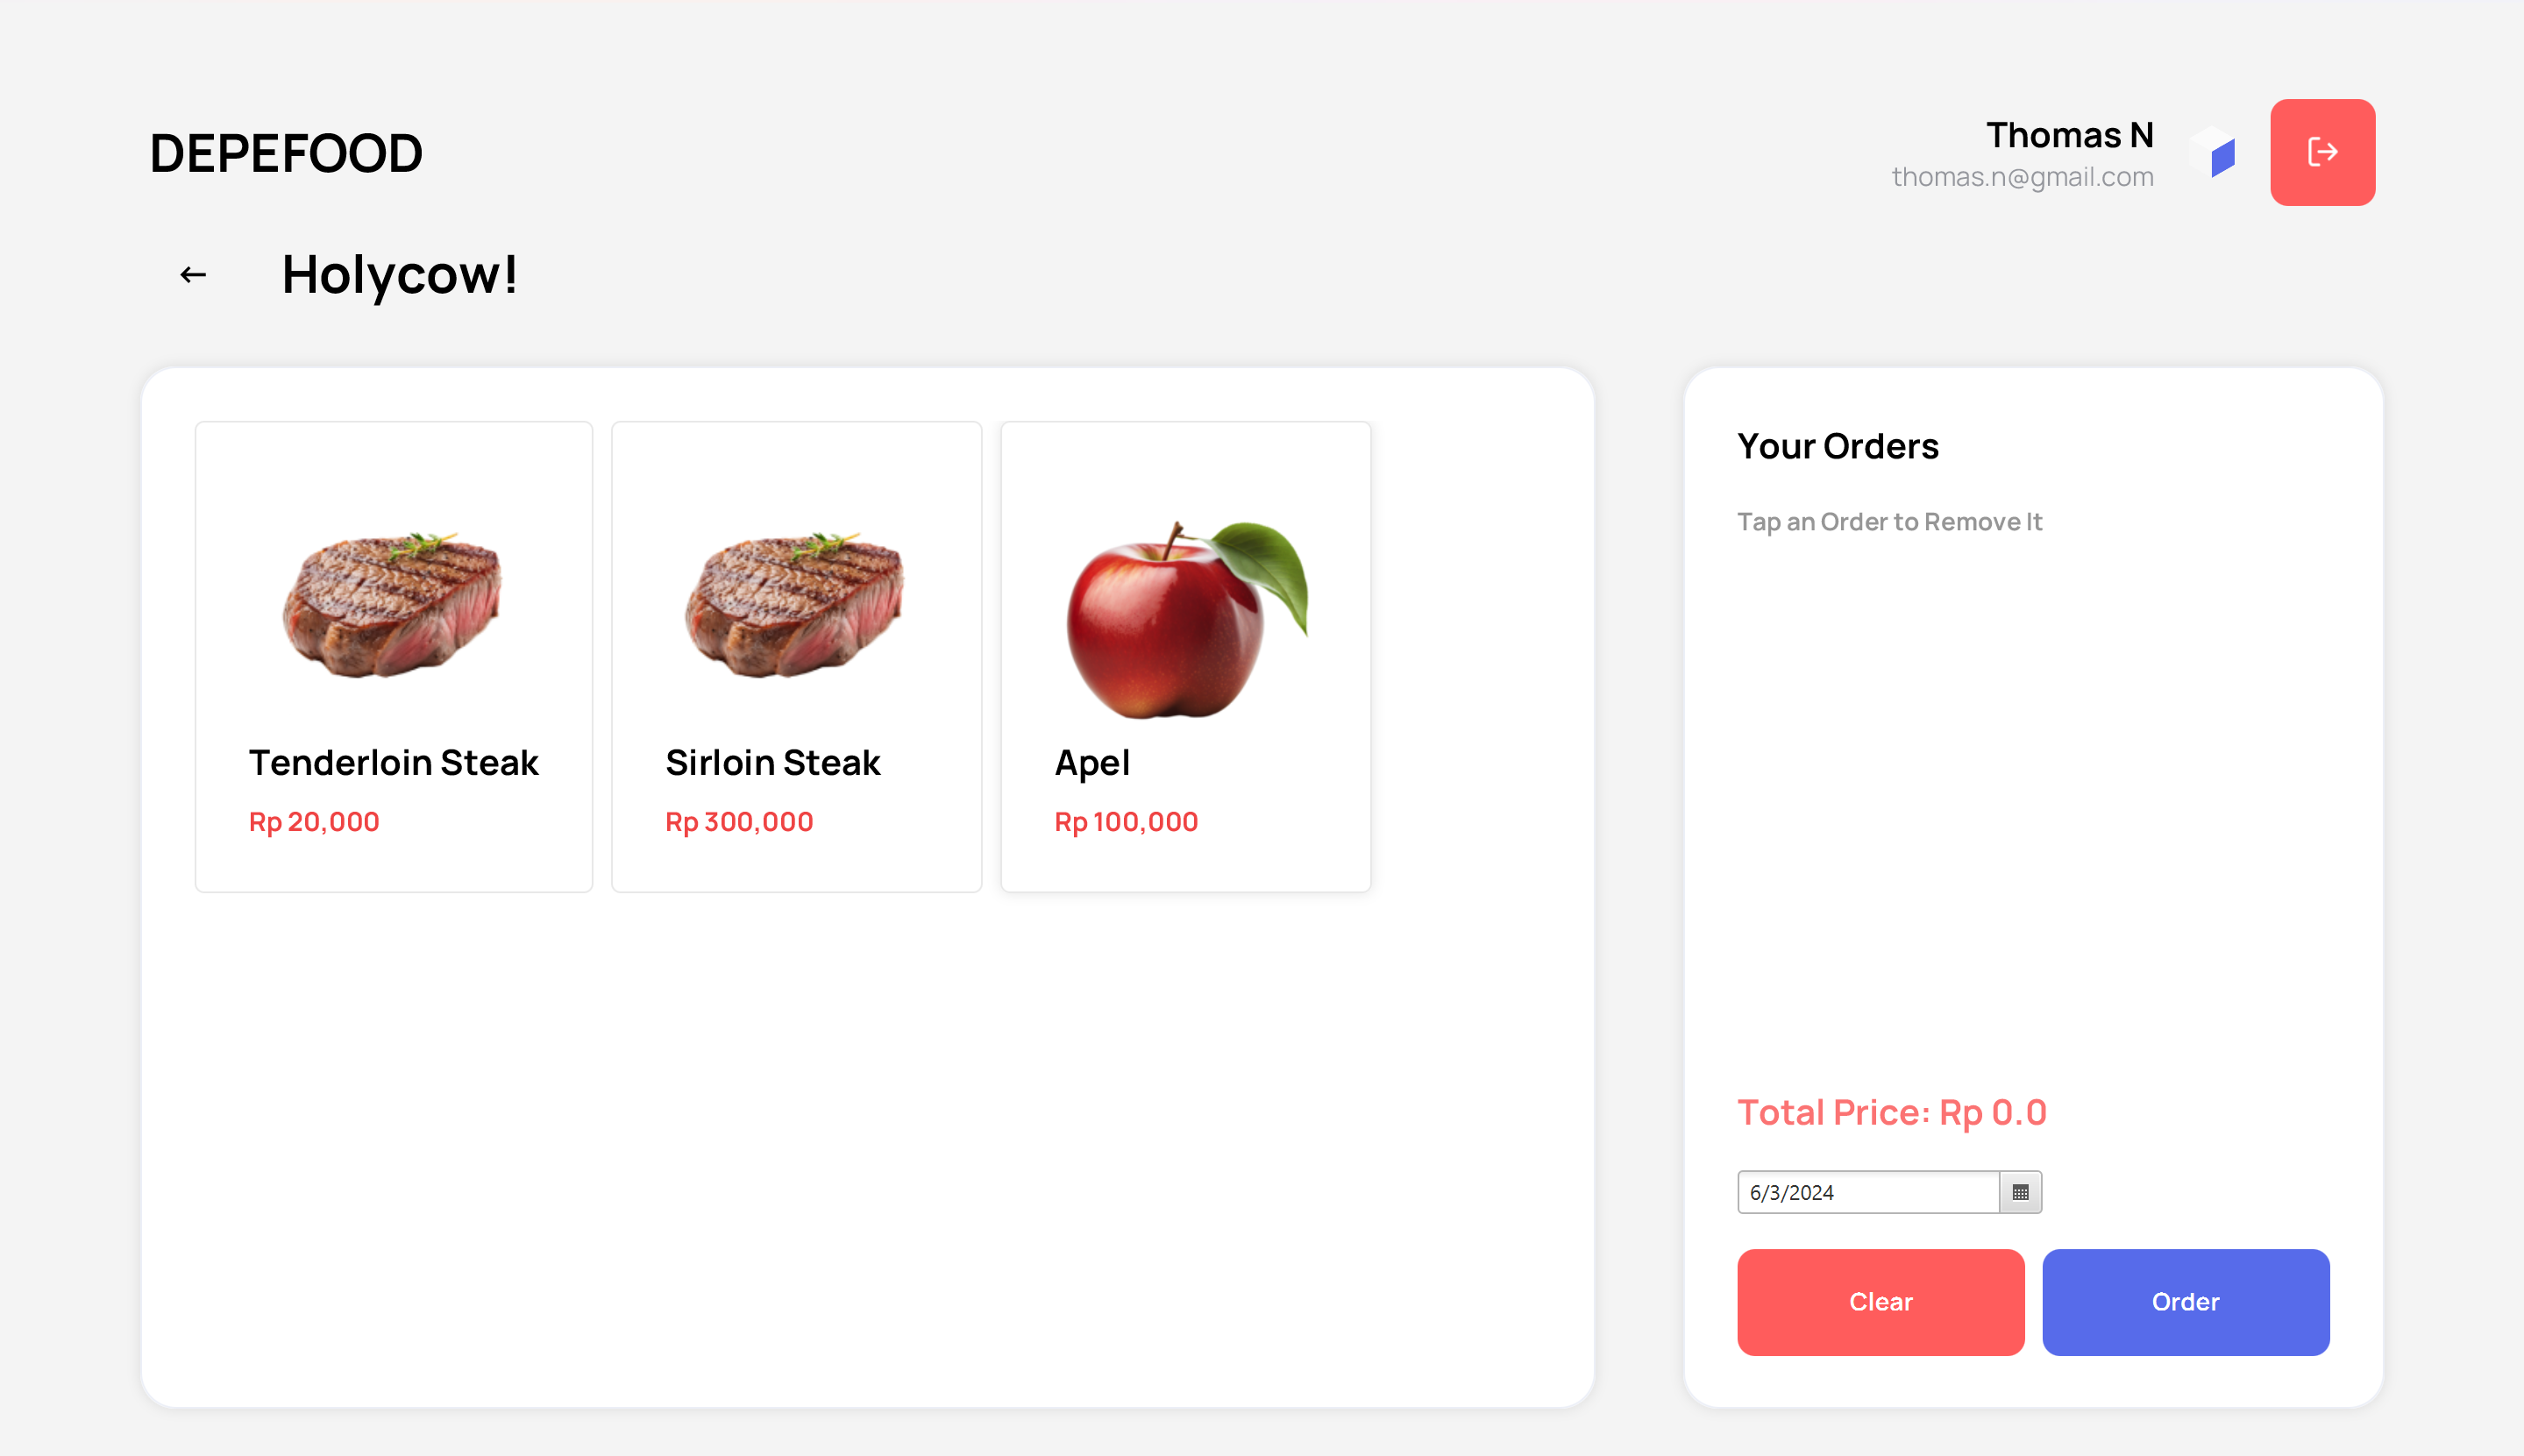 DEPEFOOD
Thomas N
thomas.n@gmail.com
Holycow!
Tenderloin Steak
Rp 20,000
Sirloin Steak
Rp 300,000
Apel
Rp 100,000
Your Orders
Tap an Order to Remove It
Total Price: Rp 0.0
6/3/2024
Clear
Order